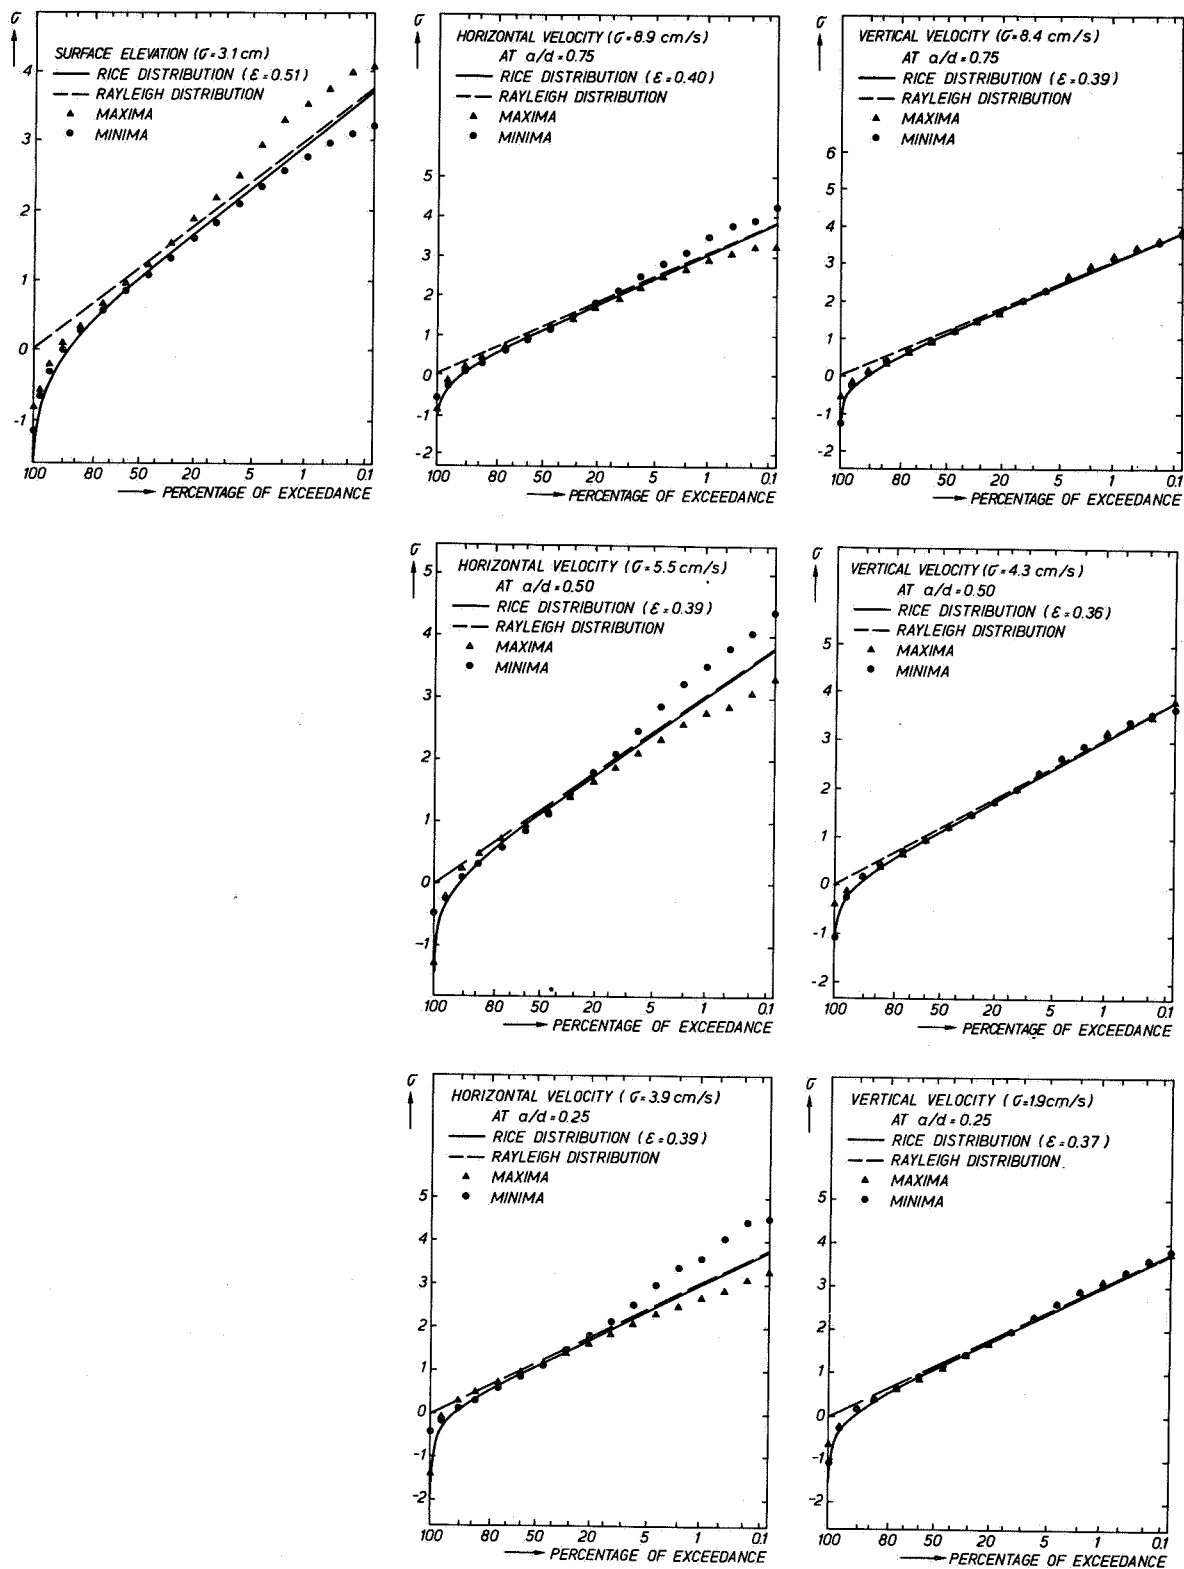 σ
SURFACE ELEVATION (σ=3.1 cm)
RICE DISTRIBUTION (ε=0.51)
RAYLEIGH DISTRIBUTION
MAXIMA
MINIMA
4
3
2
1
0
-1
100 80 50 20 5 1 0.1
PERCENTAGE OF EXCEEDANCE
σ
HORIZONTAL VELOCITY (σ=8.9 cm/s)
AT a/d=0.75
RICE DISTRIBUTION (ε=0.40)
RAYLEIGH DISTRIBUTION
MAXIMA
MINIMA
5
4
3
2
1
0
-1
-2
100 80 50 20 5 1 0.1
PERCENTAGE OF EXCEEDANCE
σ
VERTICAL VELOCITY (σ=8.4 cm/s)
AT a/d=0.75
RICE DISTRIBUTION (ε=0.39)
RAYLEIGH DISTRIBUTION
MAXIMA
MINIMA
6
5
4
3
2
1
0
-1
-2
100 80 50 20 5 1 0.1
PERCENTAGE OF EXCEEDANCE
σ
HORIZONTAL VELOCITY (σ=5.5 cm/s)
AT a/d=0.50
RICE DISTRIBUTION (ε=0.39)
RAYLEIGH DISTRIBUTION
MAXIMA
MINIMA
5
4
3
2
1
0
-1
100 80 50 20 5 1 0.1
PERCENTAGE OF EXCEEDANCE
σ
VERTICAL VELOCITY (σ=4.3 cm/s)
AT a/d=0.50
RICE DISTRIBUTION (ε=0.36)
RAYLEIGH DISTRIBUTION
MAXIMA
MINIMA
5
4
3
2
1
0
-1
-2
100 80 50 20 5 1 0.1
PERCENTAGE OF EXCEEDANCE
σ
HORIZONTAL VELOCITY (σ=3.9 cm/s)
AT a/d=0.25
RICE DISTRIBUTION (ε=0.39)
RAYLEIGH DISTRIBUTION
MAXIMA
MINIMA
5
4
3
2
1
0
-1
-2
100 80 50 20 5 1 0.1
PERCENTAGE OF EXCEEDANCE
σ
VERTICAL VELOCITY (σ=1.9cm/s)
AT a/d=0.25
RICE DISTRIBUTION (ε=0.37)
RAYLEIGH DISTRIBUTION
MAXIMA
MINIMA
5
4
3
2
1
0
-1
-2
100 80 50 20 5 1 0.1
PERCENTAGE OF EXCEEDANCE